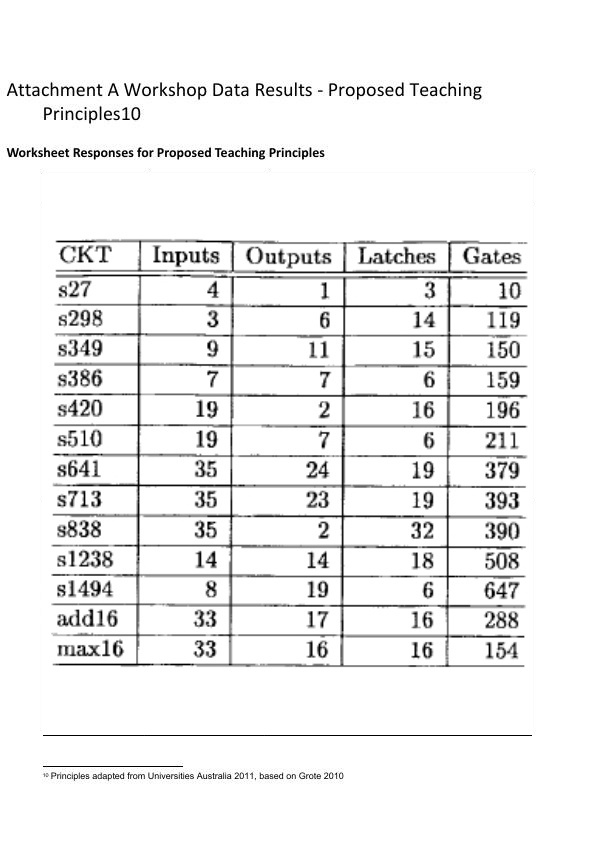 Attachment A Workshop Data Results - Proposed Teaching
Principles10
Worksheet Responses for Proposed Teaching Principles
CKT Inputs Outputs Latches Gates
s27 4 1 3 10
s298 3 6 14 119
s349 9 11 15 150
s386 7 7 6 159
s420 19 2 16 196
s510 19 7 6 211
s641 35 24 19 379
s713 35 23 19 393
s838 35 2 32 390
s1238 14 14 18 508
s1494 8 19 6 647
add16 33 17 16 288
max16 33 16 16 154
10 Principles adapted from Universities Australia 2011, based on Grote 2010